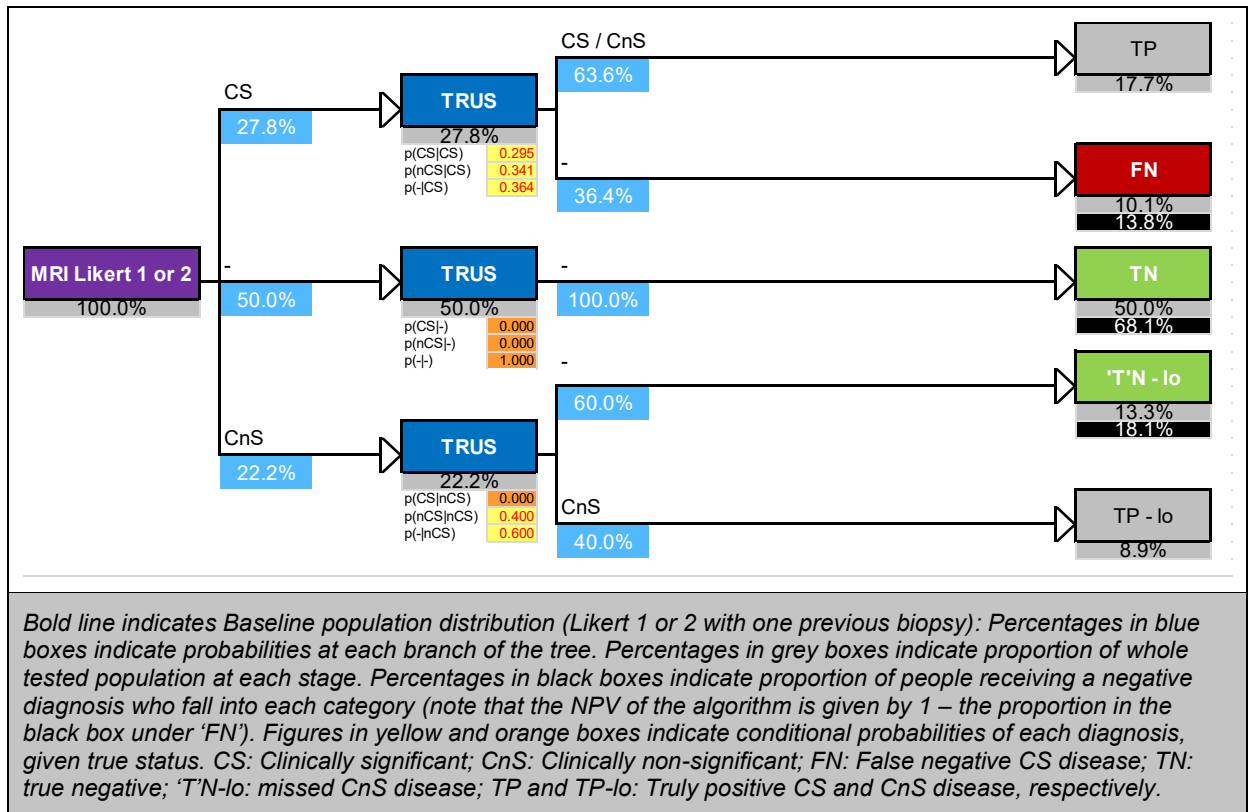 CS / CnS
TP
63.6%
17.7%
CS
TRUS
27.8%
27.8%
p(CS|CS) 0.295
p(nCS|CS) 0.341
p(-|CS) 0.364
-
FN
36.4%
10.1%
13.8%
MRI Likert 1 or 2
100.0%
-
TRUS
-
TN
50.0%
50.0%
100.0%
50.0%
68.1%
p(CS|-) 0.000
p(nCS|-) 0.000
p(-|-) 1.000
-
'T'N - lo
60.0%
13.3%
18.1%
CnS
TRUS
22.2%
22.2%
p(CS|nCS) 0.000
p(nCS|nCS) 0.400
p(-|nCS) 0.600
CnS
TP - lo
40.0%
8.9%
Bold line indicates Baseline population distribution (Likert 1 or 2 with one previous biopsy): Percentages in blue
boxes indicate probabilities at each branch of the tree. Percentages in grey boxes indicate proportion of whole
tested population at each stage. Percentages in black boxes indicate proportion of people receiving a negative
diagnosis who fall into each category (note that the NPV of the algorithm is given by 1 – the proportion in the
black box under ‘FN’). Figures in yellow and orange boxes indicate conditional probabilities of each diagnosis,
given true status. CS: Clinically significant; CnS: Clinically non-significant; FN: False negative CS disease; TN:
true negative; ‘T’N-lo: missed CnS disease; TP and TP-lo: Truly positive CS and CnS disease, respectively.